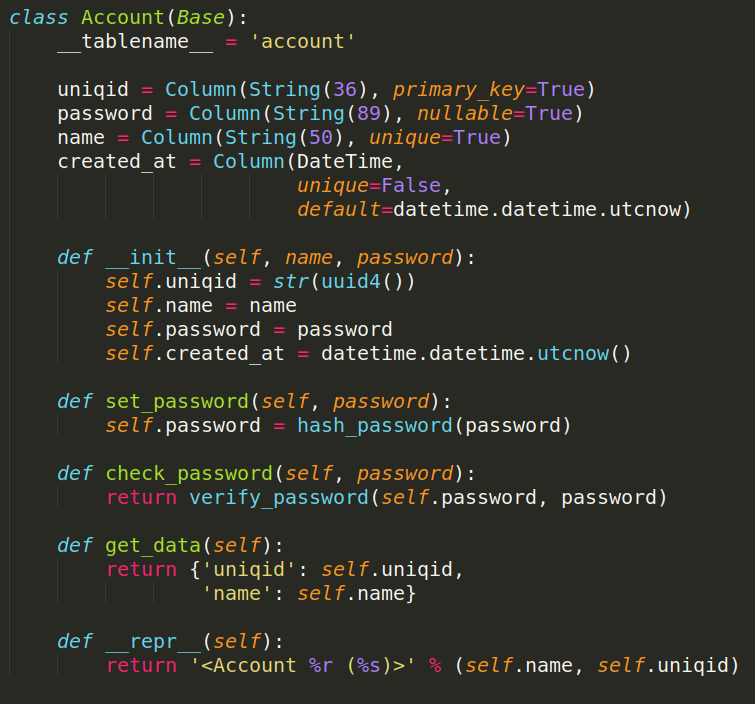 class Account(Base):
    __tablename__ = 'account'

    uniqid = Column(String(36), primary_key=True)
    password = Column(String(89), nullable=True)
    name = Column(String(50), unique=True)
    created_at = Column(DateTime,
                        unique=False,
                        default=datetime.datetime.utcnow)

    def __init__(self, name, password):
        self.uniqid = str(uuid4())
        self.name = name
        self.password = password
        self.created_at = datetime.datetime.utcnow()

    def set_password(self, password):
        self.password = hash_password(password)

    def check_password(self, password):
        return verify_password(self.password, password)

    def get_data(self):
        return {'uniqid': self.uniqid,
                'name': self.name}

    def __repr__(self):
        return '<Account %r (%s)>' % (self.name, self.uniqid)